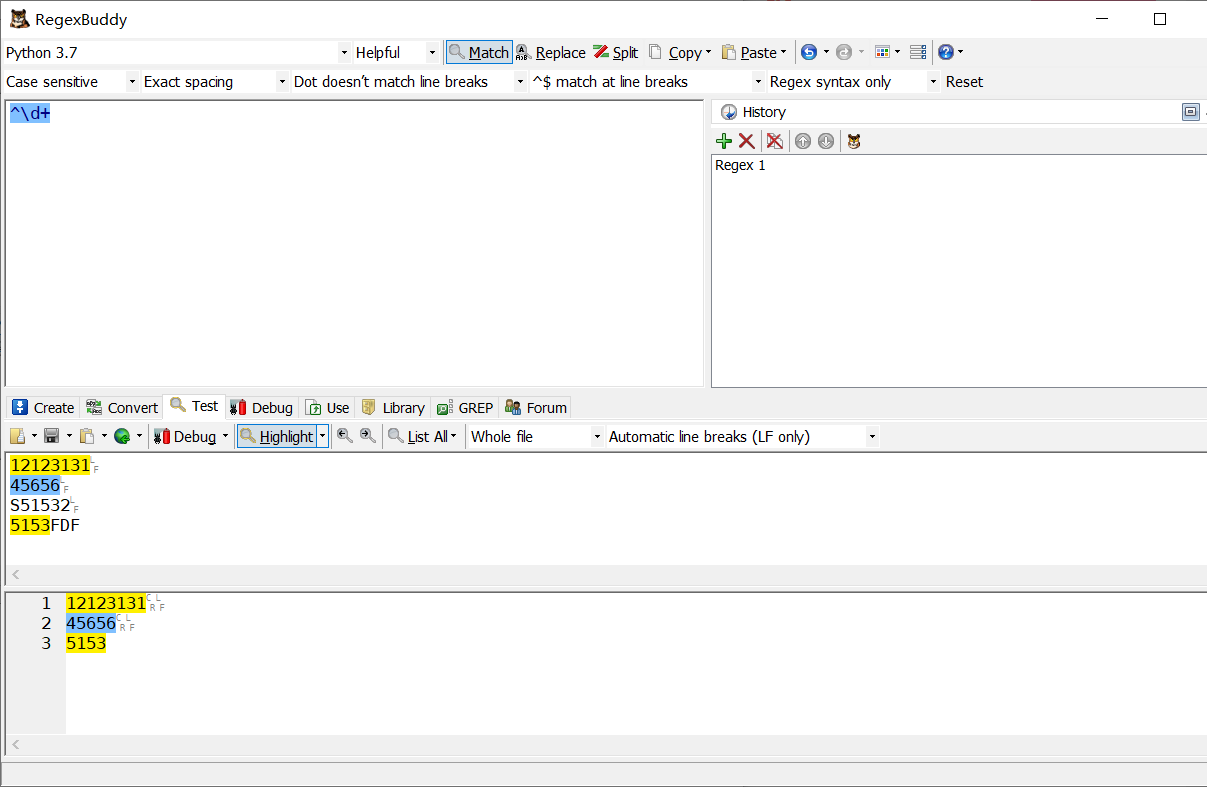 RegexBuddy
Python 3.7 Helpful Match Replace Split Copy Paste
Case sensitive Exact spacing Dot doesn't match line breaks ^$ match at line breaks Regex syntax only Reset
^\d+
History
Regex 1
Create Convert Test Debug Use Library GREP Forum
Debug Highlight List All Whole file Automatic line breaks (LF only)
12123131LF
45656LF
S51532LF
5153FDF
1 12123131CRLF
2 45656CRLF
3 5153